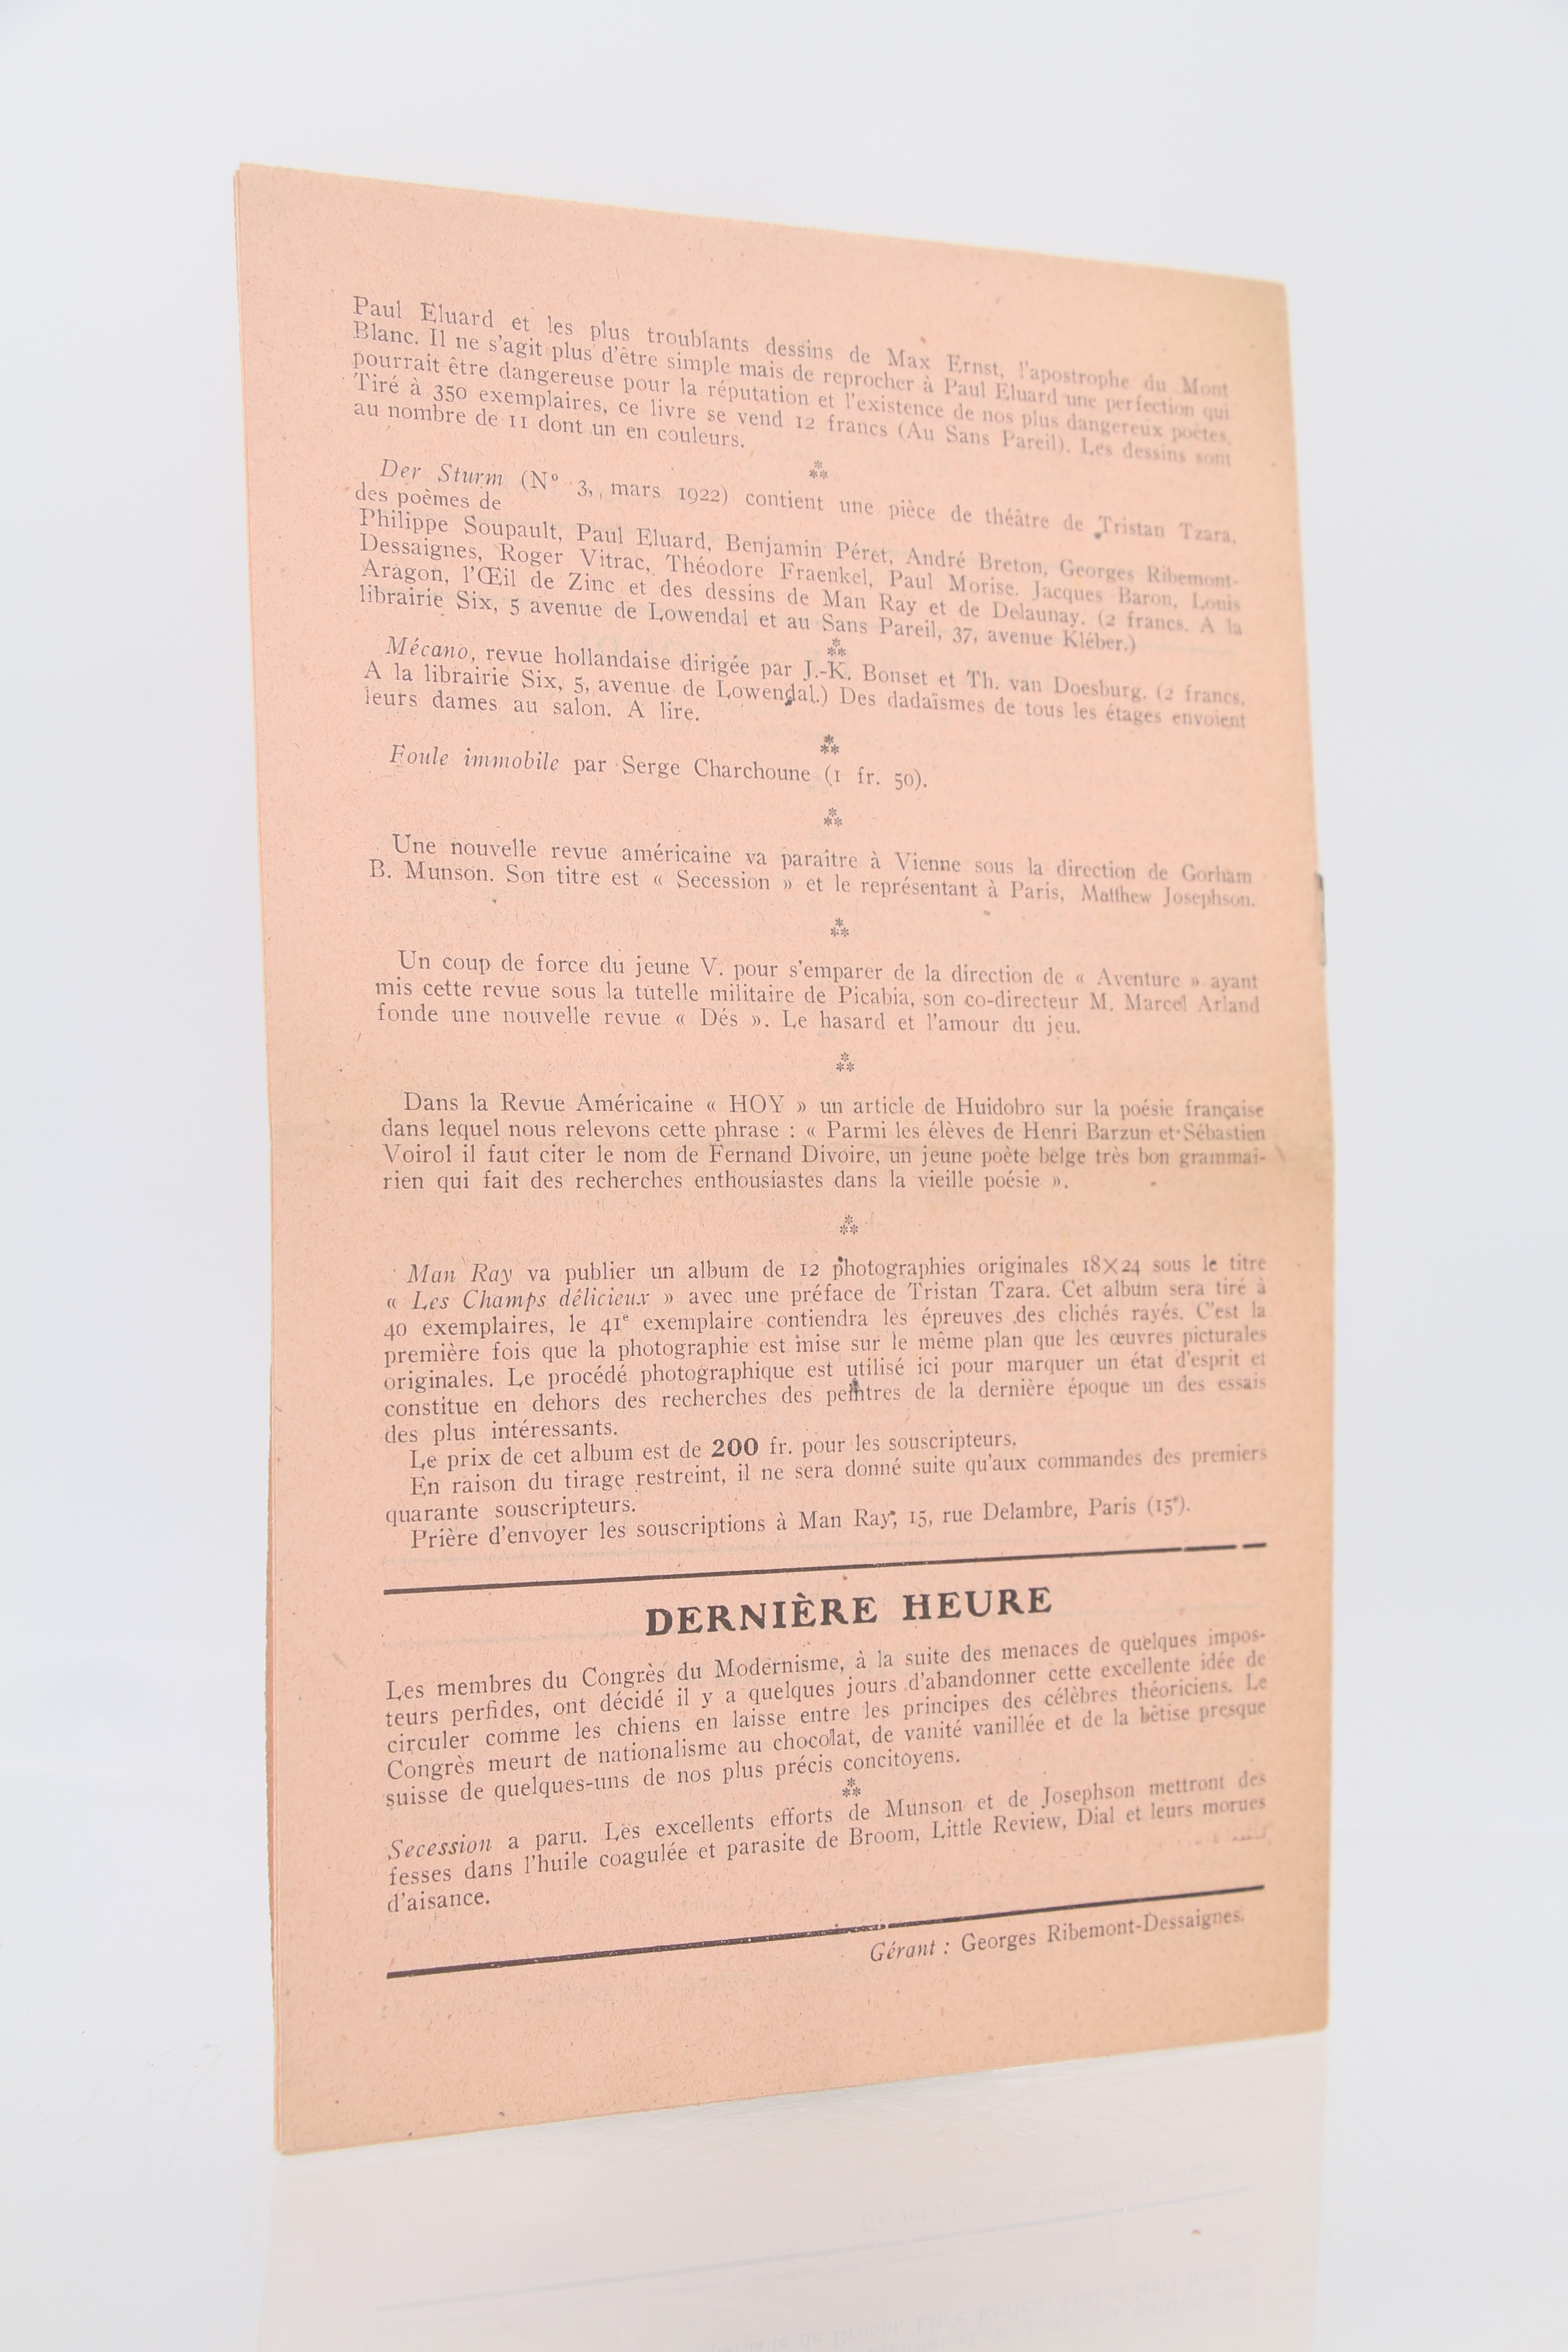 Paul Eluard et les plus troublants dessins de Max Ernst, l'apostrophe du Mont
Blanc. Il ne s'agit plus d'être simple mais de reprocher à Paul Eluard une perfection qui
pourrait être dangereuse pour la réputation et l'existence de nos plus dangereux poètes.
Tiré à 350 exemplaires, ce livre se vend 12 francs (Au Sans Pareil). Les dessins sont
au nombre de 11 dont un en couleurs.
⁂
Der Sturm (N° 3, mars 1922) contient une pièce de théâtre de Tristan Tzara,
des poèmes de
Philippe Soupault, Paul Eluard, Benjamin Péret, André Breton, Georges Ribemont-
Dessaignes, Roger Vitrac, Théodore Fraenkel, Paul Morise. Jacques Baron, Louis
Aragon, l'Œil de Zinc et des dessins de Man Ray et de Delaunay. (2 francs. A la
librairie Six, 5 avenue de Lowendal et au Sans Pareil, 37, avenue Kléber.)
⁂
Mécano, revue hollandaise dirigée par J.-K. Bonset et Th. van Doesburg. (2 francs,
A la librairie Six, 5, avenue de Lowendal.) Des dadaïsmes de tous les étages envoient
leurs dames au salon. A lire.
⁂
Foule immobile par Serge Charchoune (1 fr. 50).
⁂
Une nouvelle revue américaine va paraître à Vienne sous la direction de Gorham
B. Munson. Son titre est « Secession » et le représentant à Paris, Matthew Josephson.
⁂
Un coup de force du jeune V. pour s'emparer de la direction de « Aventure » ayant
mis cette revue sous la tutelle militaire de Picabia, son co-directeur M. Marcel Arland
fonde une nouvelle revue « Dés ». Le hasard et l'amour du jeu.
⁂
Dans la Revue Américaine « HOY » un article de Huidobro sur la poésie française
dans lequel nous relevons cette phrase : « Parmi les élèves de Henri Barzun et Sébastien
Voirol il faut citer le nom de Fernand Divoire, un jeune poète belge très bon grammai-
rien qui fait des recherches enthousiastes dans la vieille poésie ».
⁂
Man Ray va publier un album de 12 photographies originales 18×24 sous le titre
« Les Champs délicieux » avec une préface de Tristan Tzara. Cet album sera tiré à
40 exemplaires, le 41e exemplaire contiendra les épreuves des clichés rayés. C'est la
première fois que la photographie est mise sur le même plan que les œuvres picturales
originales. Le procédé photographique est utilisé ici pour marquer un état d'esprit et
constitue en dehors des recherches des peintres de la dernière époque un des essais
des plus intéressants.
Le prix de cet album est de 200 fr. pour les souscripteurs.
En raison du tirage restreint, il ne sera donné suite qu'aux commandes des premiers
quarante souscripteurs.
Prière d'envoyer les souscriptions à Man Ray, 15, rue Delambre, Paris (15e).
DERNIÈRE HEURE
Les membres du Congrès du Modernisme, à la suite des menaces de quelques impos-
teurs perfides, ont décidé il y a quelques jours d'abandonner cette excellente idée de
circuler comme les chiens en laisse entre les principes des célèbres théoriciens. Le
Congrès meurt de nationalisme au chocolat, de vanité vanillée et de la bêtise presque
suisse de quelques-uns de nos plus précis concitoyens.
⁂
Secession a paru. Les excellents efforts de Munson et de Josephson mettront des
fesses dans l'huile coagulée et parasite de Broom, Little Review, Dial et leurs morues
d'aisance.
Gérant : Georges Ribemont-Dessaignes.